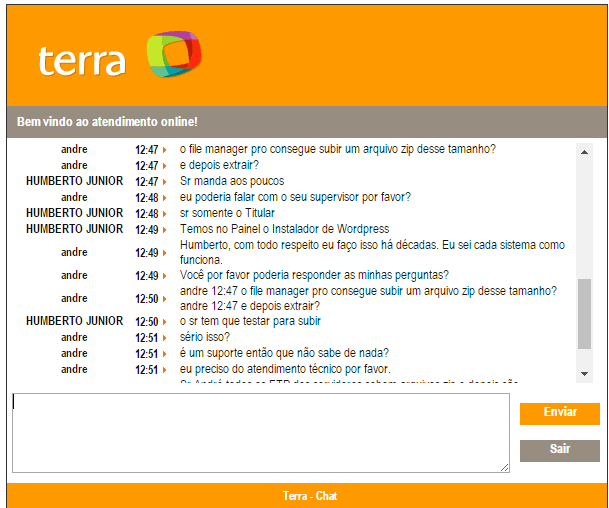 terra
Bem vindo ao atendimento online!
andre 12:47 o file manager pro consegue subir um arquivo zip desse tamanho?
andre 12:47 e depois extrair?
HUMBERTO JUNIOR 12:47 Sr manda aos poucos
andre 12:48 eu poderia falar com o seu supervisor por favor?
HUMBERTO JUNIOR 12:48 sr somente o Titular
HUMBERTO JUNIOR 12:49 Temos no Painel o Instalador de Wordpress
andre 12:49 Humberto, com todo respeito eu faço isso há décadas. Eu sei cada sistema como
funciona.
andre 12:49 Você por favor poderia responder as minhas perguntas?
andre 12:50 andre 12:47 o file manager pro consegue subir um arquivo zip desse tamanho?
andre 12:47 e depois extrair?
HUMBERTO JUNIOR 12:50 o sr tem que testar para subir
andre 12:51 sério isso?
andre 12:51 é um suporte então que não sabe de nada?
andre 12:51 eu preciso do atendimento técnico por favor.
Enviar
Sair
Terra - Chat